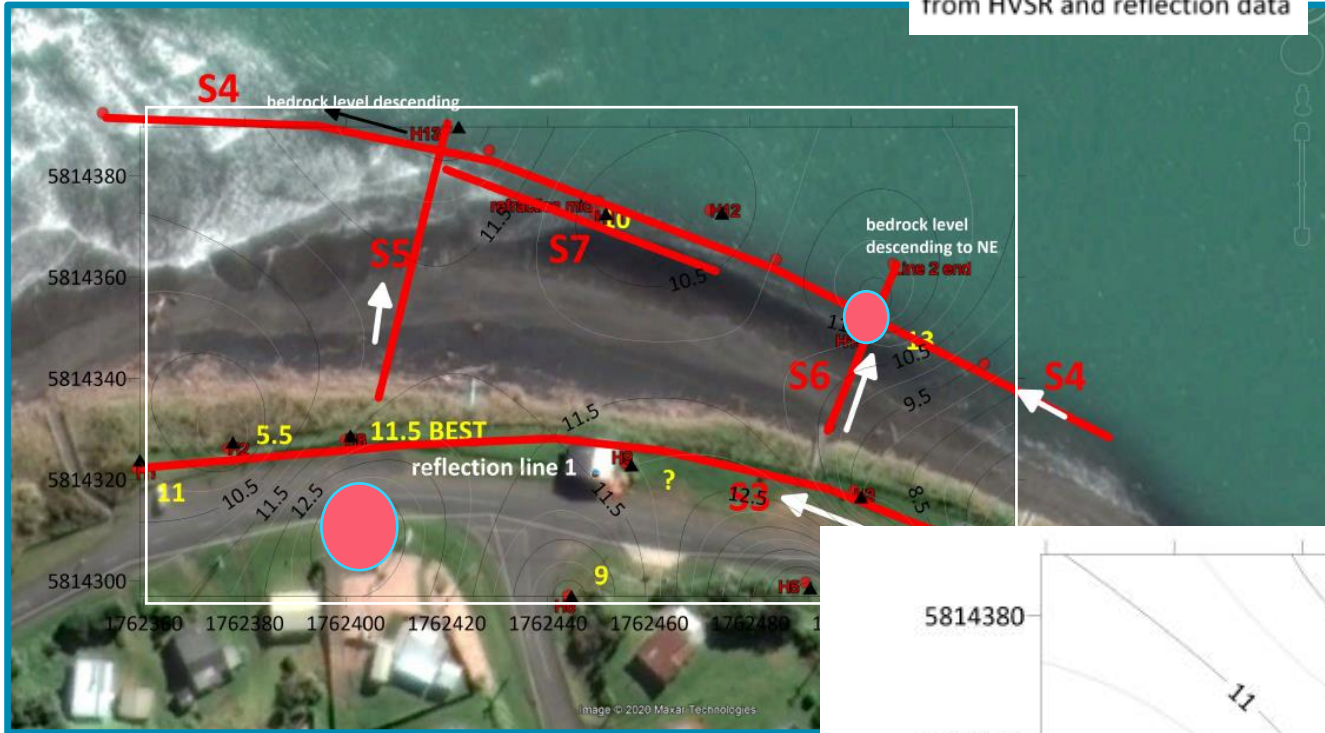 from HVSR and reflection data
S4
bedrock level descending
H13
5814380
refraction mic
10
H12
11.5
S5
S7
bedrock level
descending to NE
Line 2 end
5814360
10.5
13
10.5
S6
S4
9.5
5814340
11.5
5.5
11.5 BEST
reflection line 1
?
11
10.5
11.5
12.5
11.5
12.5
S3
8.5
5814320
5814300
9
1762360
1762380
1762400
1762420
1762440
1762460
1762480
Image © 2020 Maxar Technologies
5814380
11